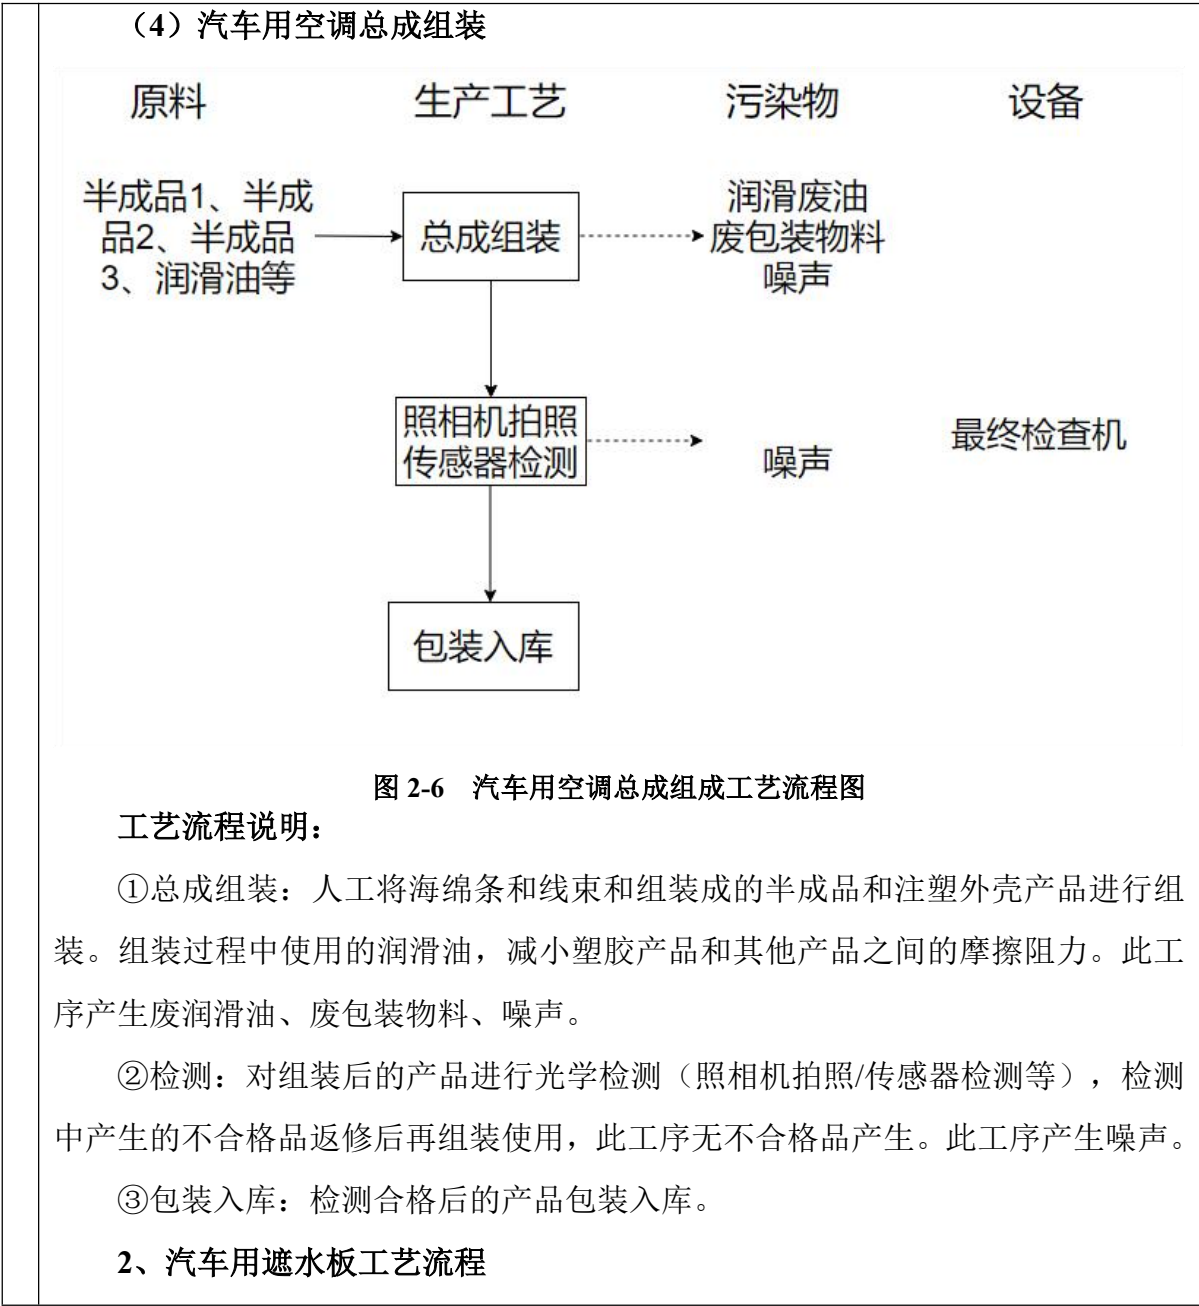 （4）汽车用空调总成组装
原料
生产工艺
污染物
设备
半成品1、半成
品2、半成品
3、润滑油等
总成组装
润滑废油
废包装物料
噪声
照相机拍照
传感器检测
噪声
最终检查机
包装入库
图 2-6 汽车用空调总成组成工艺流程图
工艺流程说明：
①总成组装：人工将海绵条和线束和组装成的半成品和注塑外壳产品进行组
装。组装过程中使用的润滑油，减小塑胶产品和其他产品之间的摩擦阻力。此工
序产生废润滑油、废包装物料、噪声。
②检测：对组装后的产品进行光学检测（照相机拍照/传感器检测等），检测
中产生的不合格品返修后再组装使用，此工序无不合格品产生。此工序产生噪声。
③包装入库：检测合格后的产品包装入库。
2、汽车用遮水板工艺流程